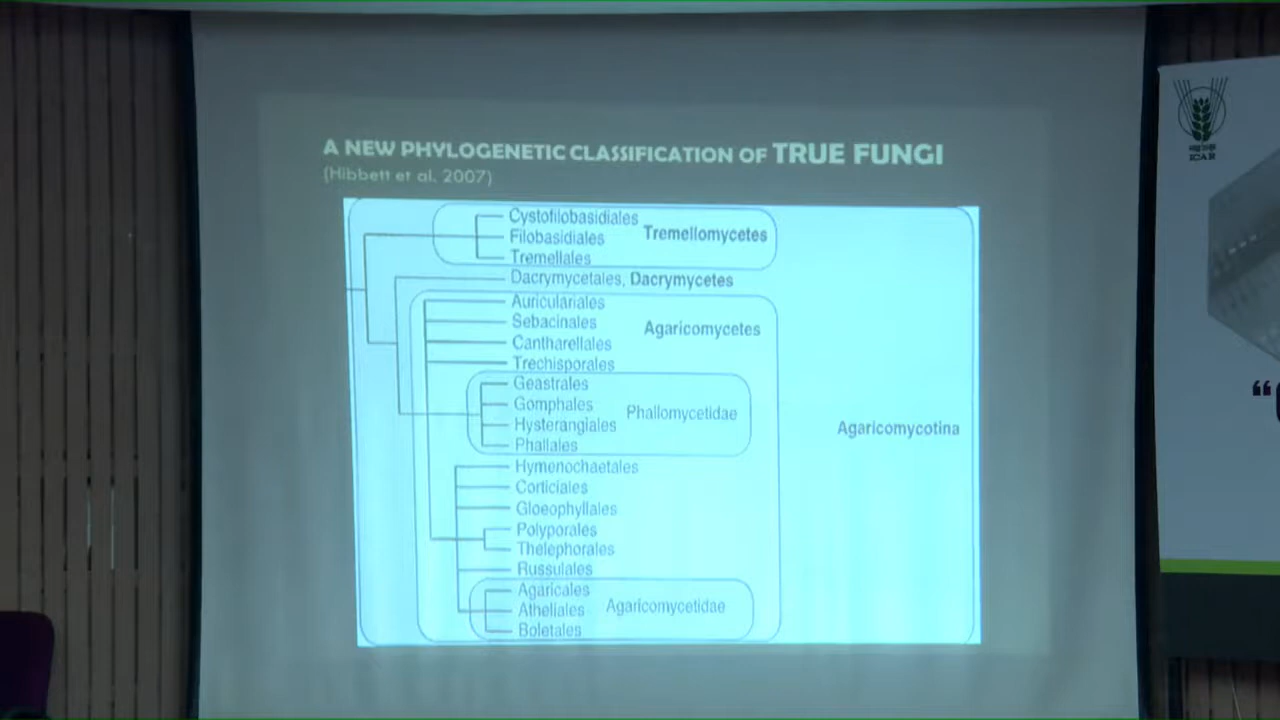 A NEW PHYLOGENETIC CLASSIFICATION OF TRUE FUNGI
(Hibbett et al. 2007)
Cystofilobasidiales
Filobasidiales
Tremellomycetes
Tremellales
Dacrymycetales, Dacrymycetes
Auriculariales
Sebacinales
Agaricomycetes
Cantharellales
Trechisporales
Geastrales
Gomphales
Phallomycetidae
Hysterangiales
Phallales
Agaricomycotina
Hymenochaetales
Corticiales
Gloeophyllales
Polyporales
Thelephorales
Russulales
Agaricales
Atheliales
Agaricomycetidae
Boletales
ICAR
“